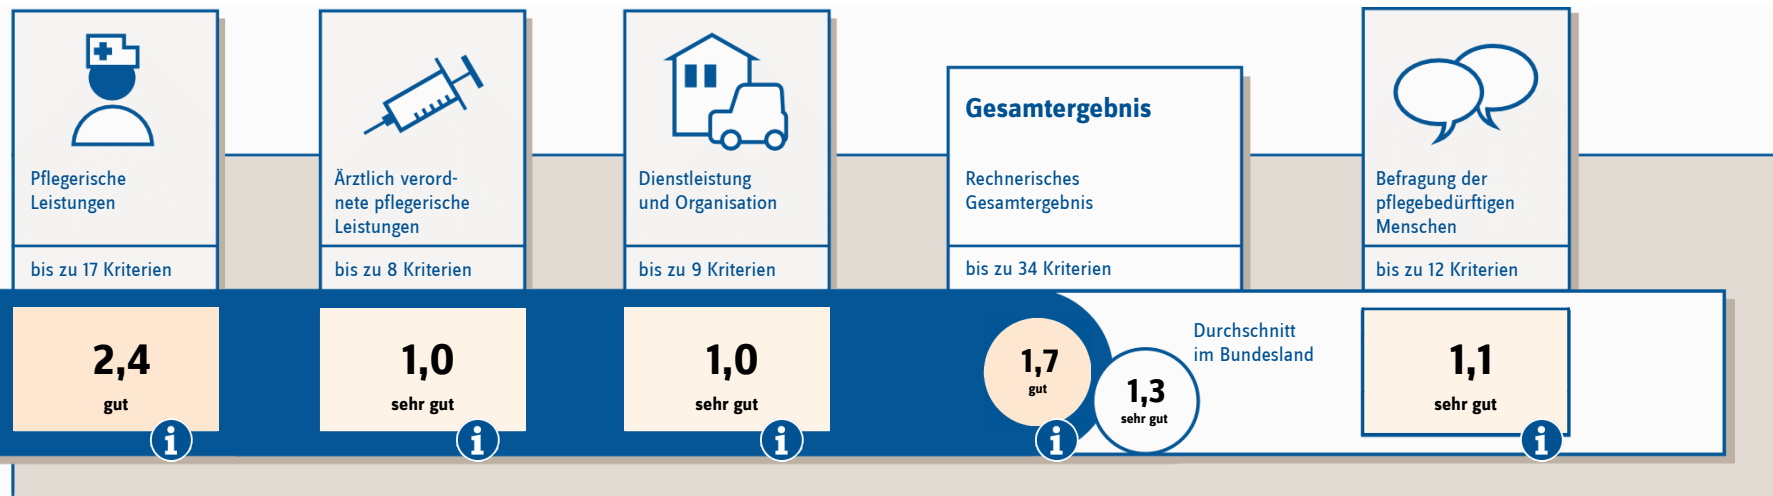 Pflegerische
Leistungen
bis zu 17 Kriterien
2,4
gut
i
Ärztlich verord-
nete pflegerische
Leistungen
bis zu 8 Kriterien
1,0
sehr gut
i
Dienstleistung
und Organisation
bis zu 9 Kriterien
1,0
sehr gut
i
Gesamtergebnis
Rechnerisches
Gesamtergebnis
bis zu 34 Kriterien
1,7
gut
i
1,3
sehr gut
Durchschnitt
im Bundesland
Befragung der
pflegebedürftigen
Menschen
bis zu 12 Kriterien
1,1
sehr gut
i